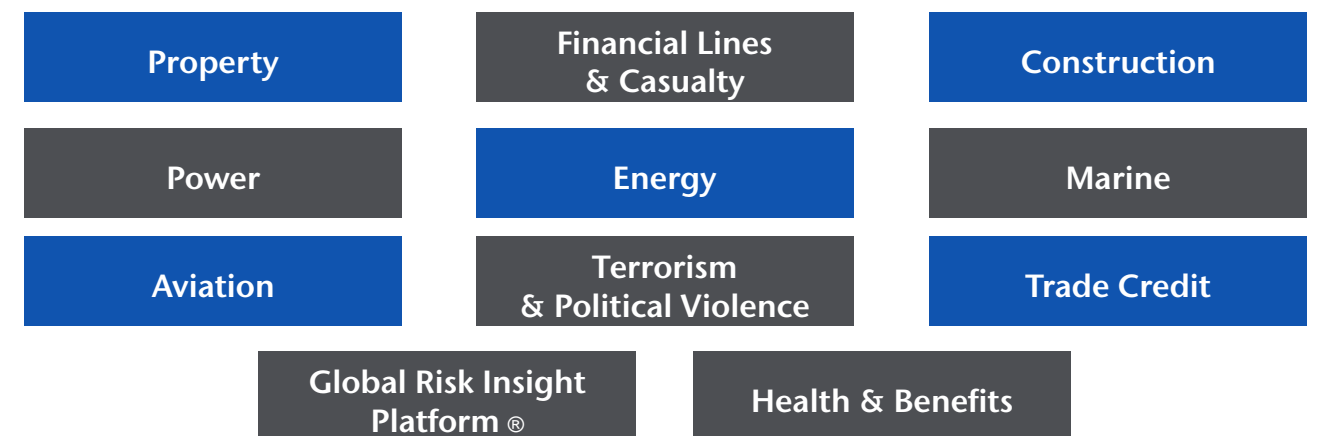 Property
Financial Lines
& Casualty
Construction
Power
Energy
Marine
Aviation
Terrorism
& Political Violence
Trade Credit
Global Risk Insight
Platform ®
Health & Benefits